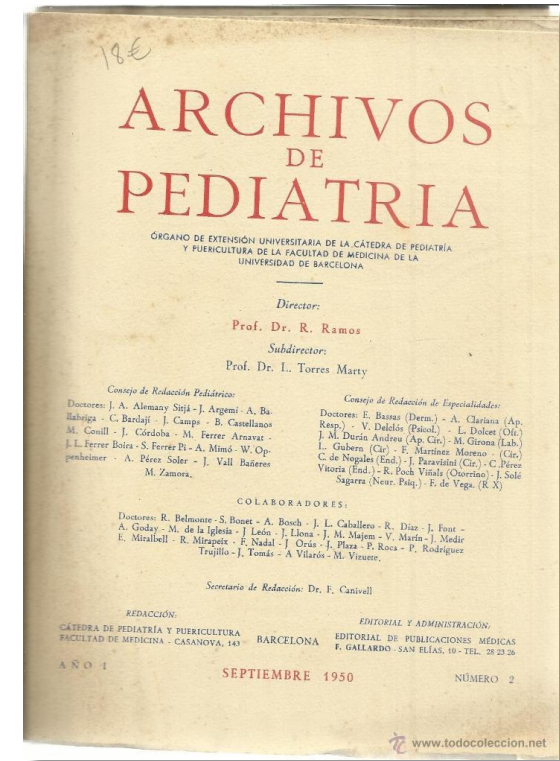 18€
ARCHIVOS
DE
PEDIATRIA
ÓRGANO DE EXTENSIÓN UNIVERSITARIA DE LA CÁTEDRA DE PEDIATRÍA
Y PUERICULTURA DE LA FACULTAD DE MEDICINA DE LA
UNIVERSIDAD DE BARCELONA
Director:
Prof. Dr. R. Ramos
Subdirector:
Prof. Dr. L. Torres Marty
Consejo de Redacción Pediátrico:
Doctores: J. A. Alemany Sitjá - J. Argemí - A. Ba-
llabriga - C. Bardají - J. Camps - B. Castellanos
M. Conill - J. Córdoba - M. Ferrer Arnavat -
J. L. Ferrer Boira - S. Ferrer Pi - A. Mimó - W. Op-
penheimer - A. Pérez Soler - J. Vall Bañeres
M. Zamora.
Consejo de Redacción de Especialidades:
Doctores: E. Bassas (Derm.) - A. Clariana (Ap.
Resp.) - V. Delclós (Psicol.) - L. Dolcet (Ofc.)
J. M. Durán Andreu (Ap. Cir.) - M. Girona (Lab.)
L. Gubern (Cir) - F. Martínez Moreno - (Cir.)
C. de Nogales (End.) - J. Paravisini (Cir.) - C. Pérez
Vitoria (End.) - R. Poch Viñals (Otorrino) - J. Solé
Sagarra (Neur. Psiq.) - F. de Vega. (R X)
COLABORADORES:
Doctores: R. Belmonte - S. Bonet - A. Bosch - J. L. Caballero - R. Díaz - J. Font -
A. Goday - M. de la Iglesia - J León - J. Llona - J. M. Majem - V. Marín - J. Medir
E. Miralbell - R. Mirapeix - F. Nadal - J Orús - J. Plaza - P. Roca - P. Rodríguez
Trujillo - J. Tomás - A Vilarós - M. Vizuete.
Secretario de Redacción: Dr. F. Canivell
REDACCIÓN:
CÁTEDRA DE PEDIATRÍA Y PUERICULTURA
FACULTAD DE MEDICINA - CASANOVA, 143
BARCELONA
EDITORIAL Y ADMINISTRACIÓN:
EDITORIAL DE PUBLICACIONES MÉDICAS
F. GALLARDO - SAN ELÍAS, 10 - TEL. 28 23 26
AÑO I
SEPTIEMBRE 1950
NÚMERO 2
www.todocoleccion.net